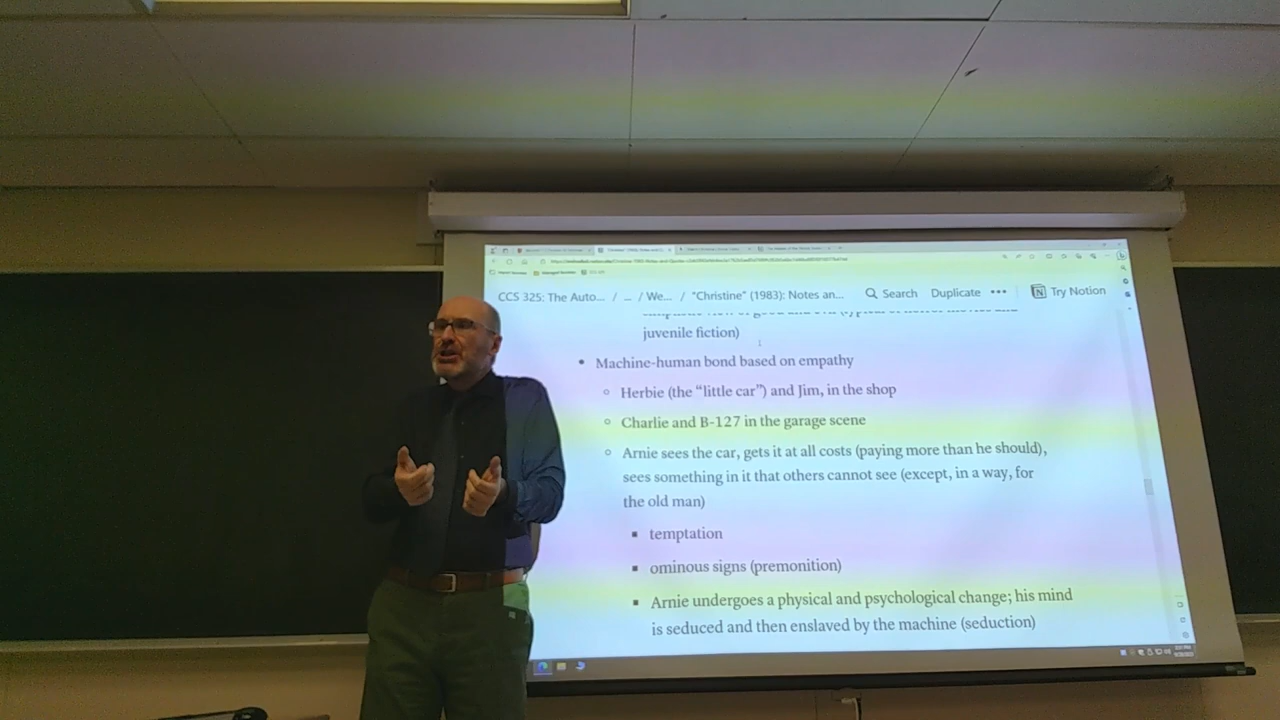 CCS 325: The Auto... / ... / We... / "Christine" (1983): Notes an... Search Duplicate ••• Try Notion
juvenile fiction)
• Machine-human bond based on empathy
◦ Herbie (the “little car”) and Jim, in the shop
◦ Charlie and B-127 in the garage scene
◦ Arnie sees the car, gets it at all costs (paying more than he should),
sees something in it that others cannot see (except, in a way, for
the old man)
▪ temptation
▪ ominous signs (premonition)
▪ Arnie undergoes a physical and psychological change; his mind
is seduced and then enslaved by the machine (seduction)